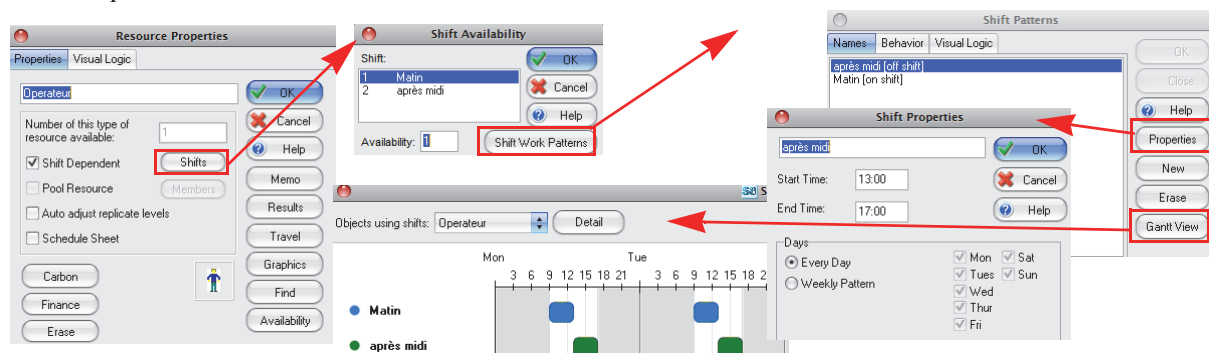 Resource Properties
Properties Visual Logic
Operateur
OK
Number of this type of
resource available:
1
Cancel
Help
Shift Dependent
Shifts
Pool Resource
Members
Memo
Auto adjust replicate levels
Results
Schedule Sheet
Travel
Carbon
Graphics
Finance
Find
Erase
Availability
Shift Availability
Shift:
1 Matin
2 après midi
OK
Cancel
Help
Availability: 1
Shift Work Patterns
Shift Patterns
Names Behavior Visual Logic
après midi [off shift]
Matin [on shift]
OK
Close
Help
Properties
New
Erase
Gantt View
Shift Properties
après midi
OK
Start Time: 13:00
Cancel
End Time: 17:00
Help
Days
Every Day
Weekly Pattern
Mon Sat
Tues Sun
Wed
Thur
Fri
S8 S
Objects using shifts: Operateur Detail
Mon Tue
3 6 9 12 15 18 21 3 6 9 12 15 18 2
Matin
après midi